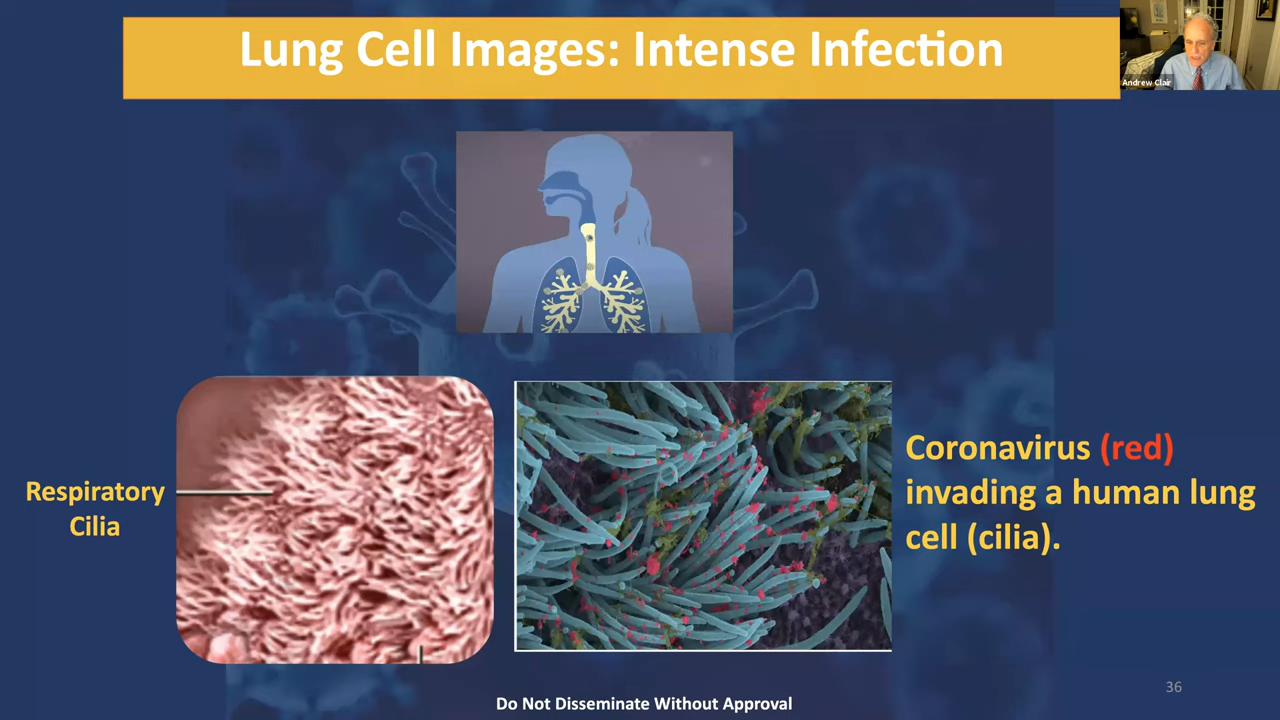 Lung Cell Images: Intense Infection
Andrew Clair
Respiratory
Cilia
Coronavirus (red)
invading a human lung
cell (cilia).
36
Do Not Disseminate Without Approval